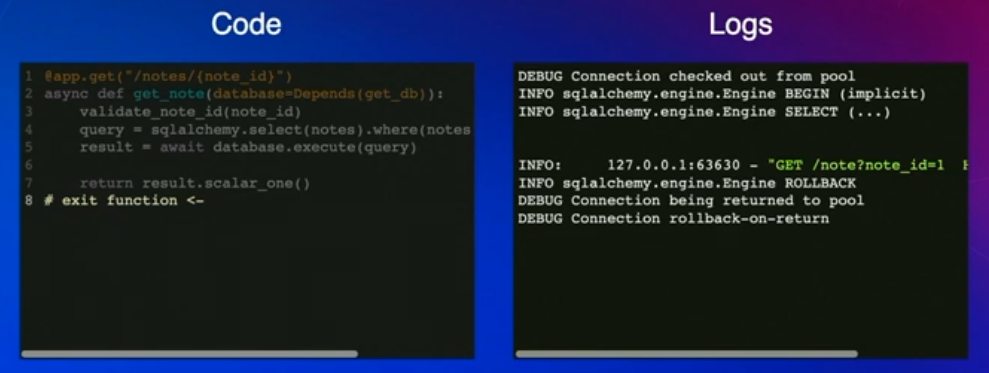 Code
1 @app.get("/notes/{note_id}")
2 async def get_note(database=Depends(get_db)):
3     validate_note_id(note_id)
4     query = sqlalchemy.select(notes).where(notes
5     result = await database.execute(query)
6
7     return result.scalar_one()
8 # exit function <-
Logs
DEBUG Connection checked out from pool
INFO sqlalchemy.engine.Engine BEGIN (implicit)
INFO sqlalchemy.engine.Engine SELECT (...)
INFO:     127.0.0.1:63630 - "GET /note?note_id=1  H
INFO sqlalchemy.engine.Engine ROLLBACK
DEBUG Connection being returned to pool
DEBUG Connection rollback-on-return